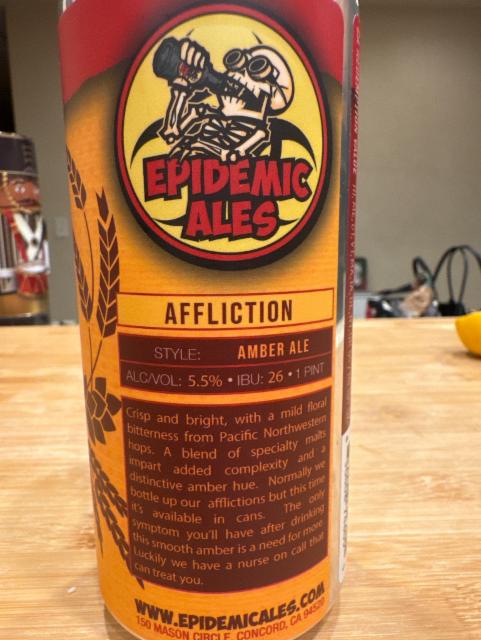 EPIDEMIC
ALES
AFFLICTION
STYLE: AMBER ALE
ALC/VOL: 5.5% • IBU: 26 • 1 PINT
Crisp and bright, with a mild floral
bitterness from Pacific Northwestern
hops. A blend of specialty malts
impart added complexity and a
distinctive amber hue. Normally we
bottle up our afflictions but this time
it's available in cans. The only
symptom you'll have after drinking
this smooth amber is a need for more.
Luckily we have a nurse on call that
can treat you.
WWW.EPIDEMICALES.COM
150 MASON CIRCLE, CONCORD, CA 94520